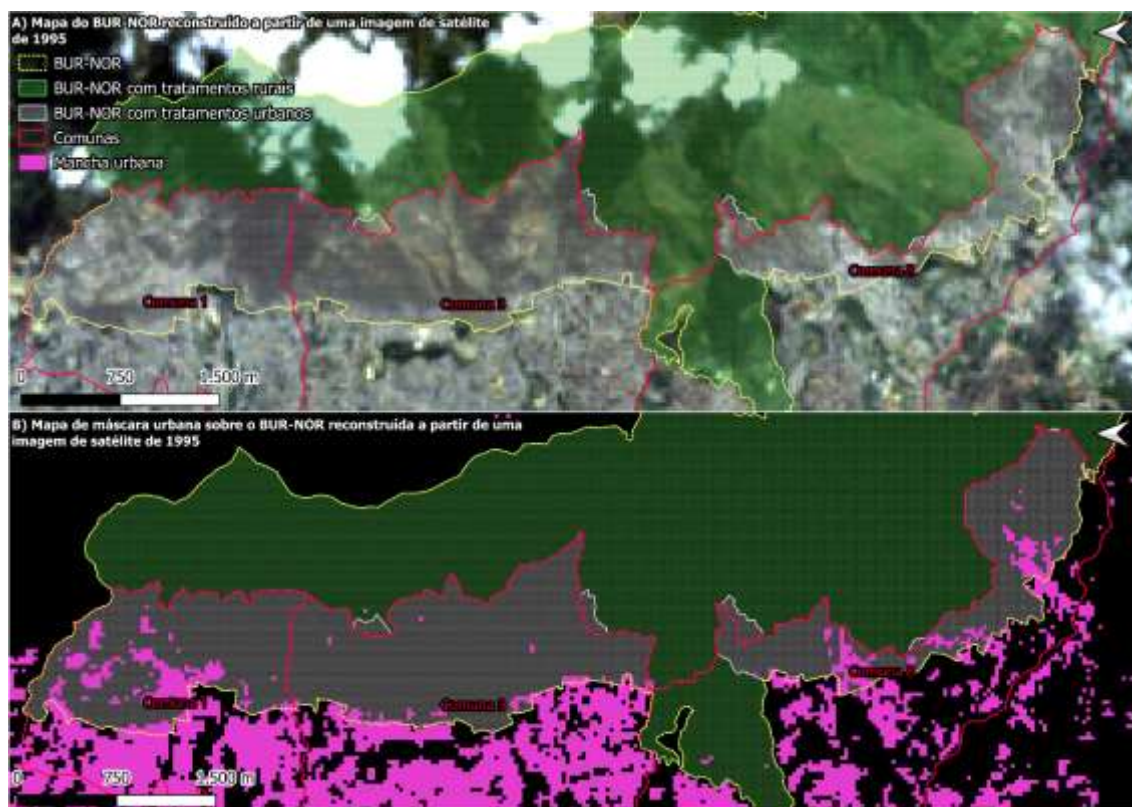 A) Mapa do BUR-NOR reconstruído a partir de uma imagem de satélite
de 1995
BUR-NOR
BUR-NOR com tratamentos rurais
BUR-NOR com tratamentos urbanos
Comunas
Mancha urbana
Comuna 1
Comuna
Comuna
0 750 1.500 m
B) Mapa de máscara urbana sobre o BUR-NOR reconstruida a partir de uma
imagem de satélite de 1995
Comuna 1
Comuna
Comuna
0 750 1.500 m